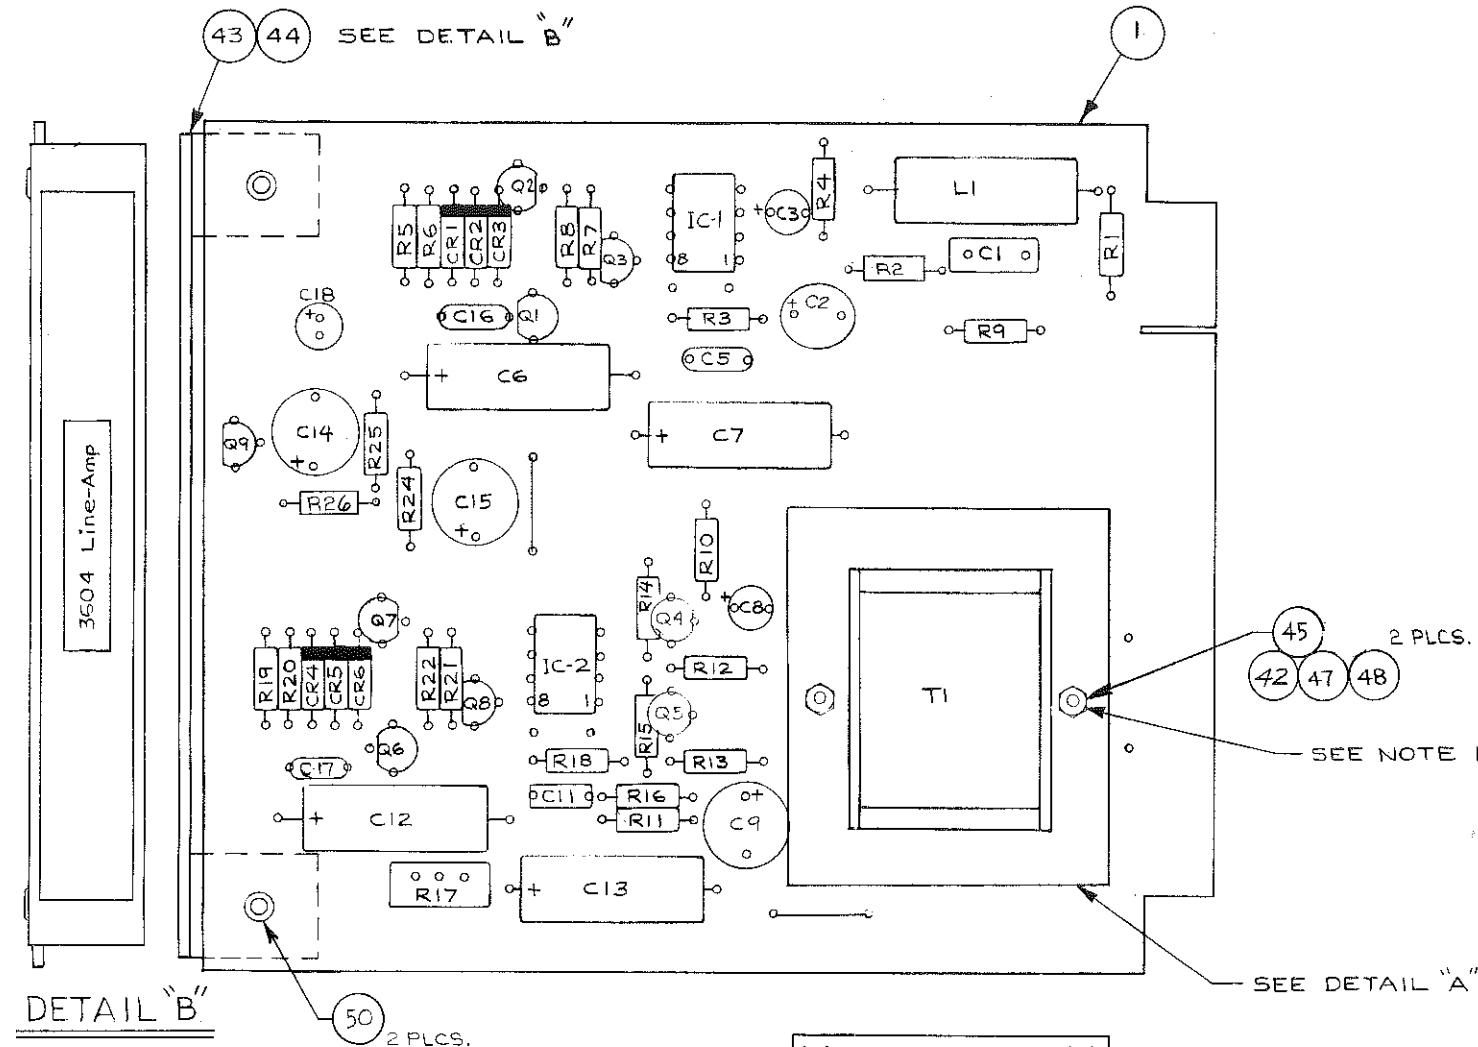 43 44 SEE DETAIL "B"
1
Q2
R5 R6 CR1 CR2 CR3
R8 R7
Q3
IC-1
8 1
+ C3
R4
L1
R1
R2
C1
C18
+
C16
Q1
R3
+ C2
R9
C5
+ C6
+ C7
Q9
C14
+
R25
R24
R26
C15
+
3604 Line-Amp
R10
R14
Q4
+ C8
Q7
R19 R20 CR4 CR5 CR6
R22 R21
Q8
IC-2
8 1
R12
R15
Q5
T1
45 2 PLCS.
42 47 48
SEE NOTE 1
Q6
C17
R18
R13
C11
R16
R11
+
C9
+ C12
R17
+ C13
SEE DETAIL "A"
DETAIL "B"
50 2 PLCS.